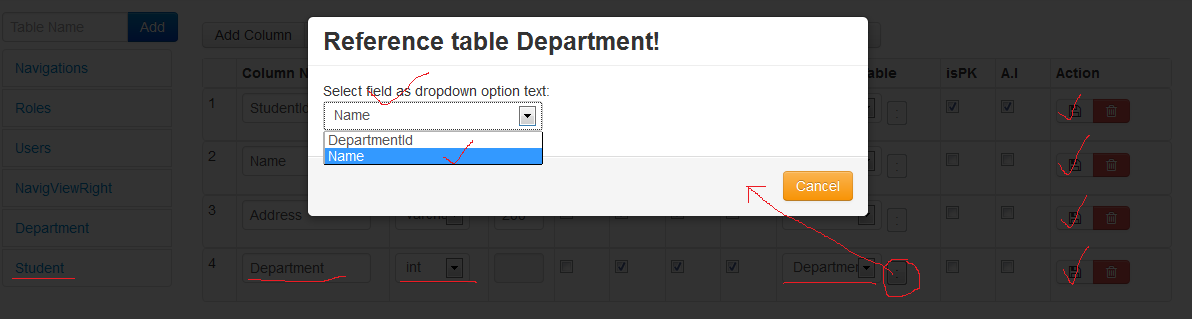 Table Name Add
Add Column
Reference table Department!
Navigations
Column N able isPK A.I Action
Select field as dropdown option text:
Roles
1 StudentIc
Name
DepartmentId
Name
Users
2 Name
NavigViewRight
Cancel
Department
3 Address
Student
4 Department int Departmer :